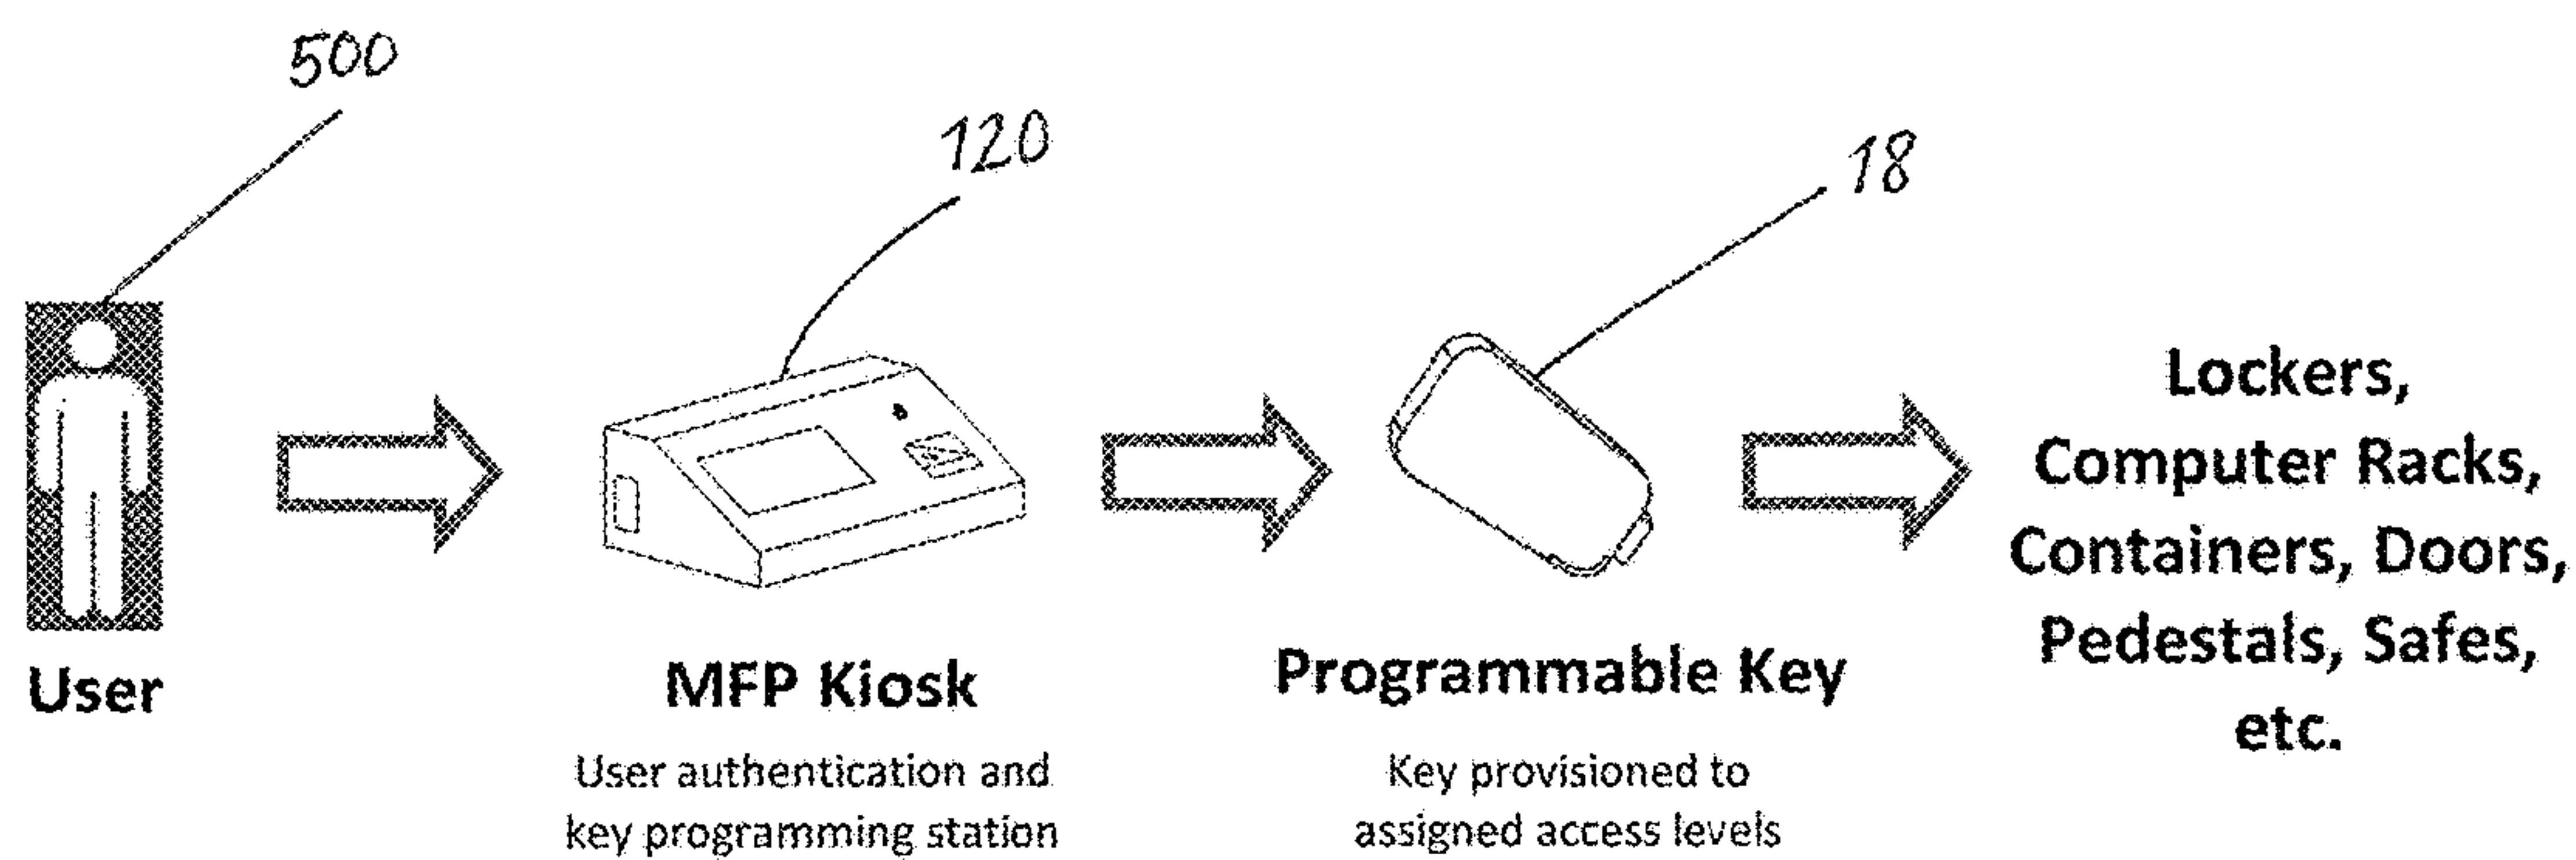 500
120
18
User
MFP Kiosk
User authentication and
key programming station
Programmable Key
Key provisioned to
assigned access levels
Lockers,
Computer Racks,
Containers, Doors,
Pedestals, Safes,
etc.